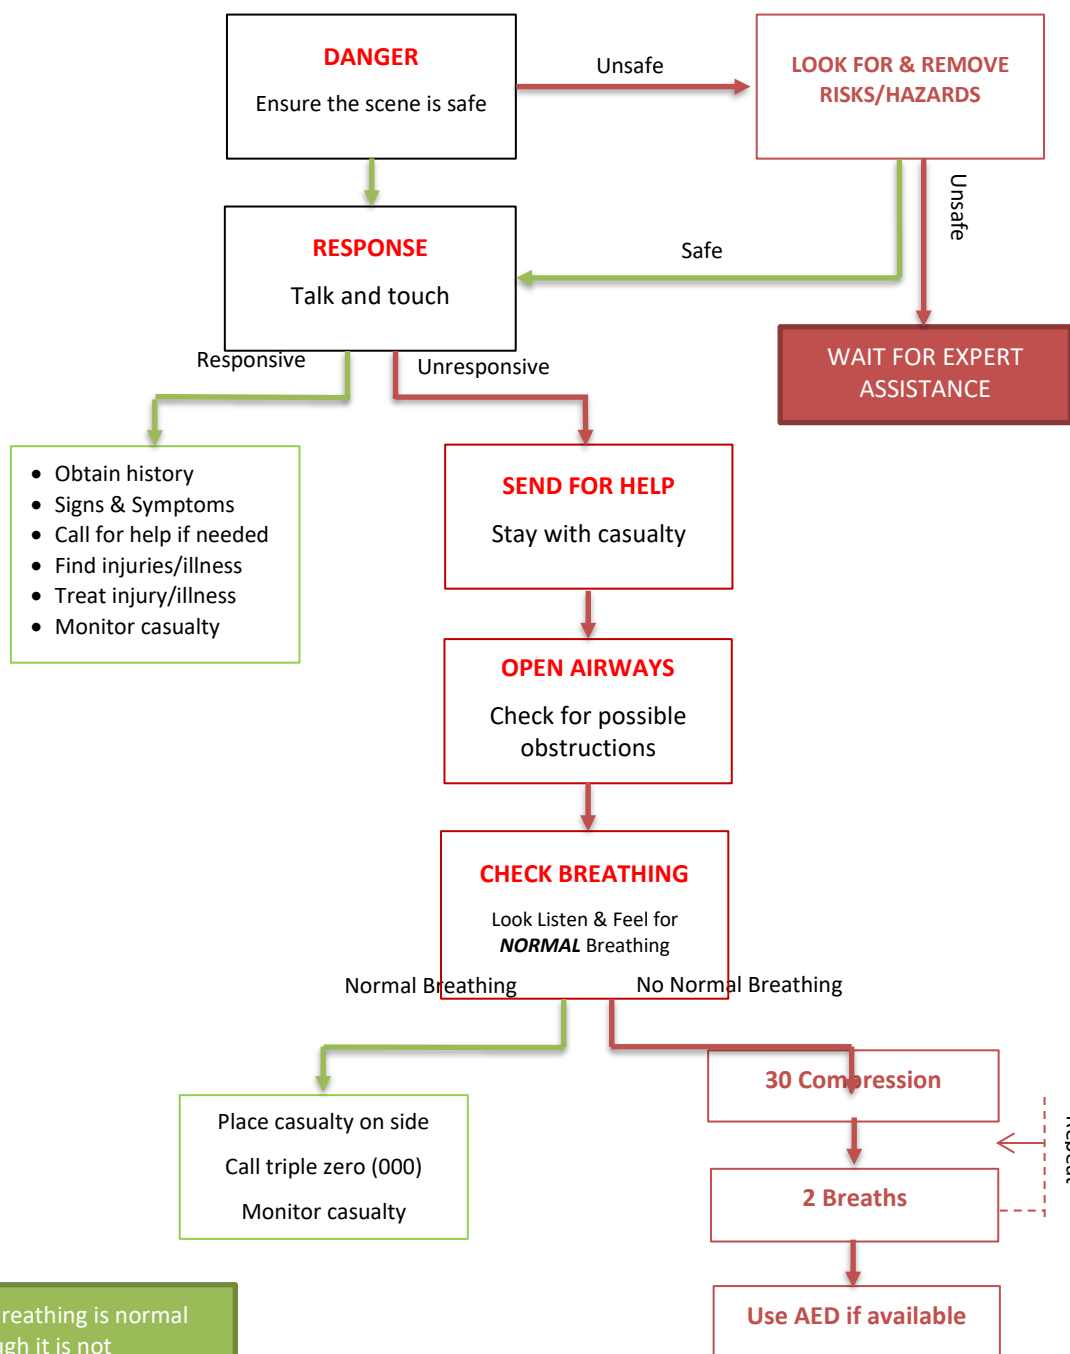 DANGER
Ensure the scene is safe
Unsafe
LOOK FOR & REMOVE
RISKS/HAZARDS
Unsafe
RESPONSE
Talk and touch
Safe
WAIT FOR EXPERT
ASSISTANCE
Responsive
Unresponsive
• Obtain history
• Signs & Symptoms
• Call for help if needed
• Find injuries/illness
• Treat injury/illness
• Monitor casualty
SEND FOR HELP
Stay with casualty
OPEN AIRWAYS
Check for possible
obstructions
CHECK BREATHING
Look Listen & Feel for
NORMAL Breathing
Normal Breathing
No Normal Breathing
Place casualty on side
Call triple zero (000)
Monitor casualty
30 Compression
Repeat
2 Breaths
Use AED if available
breathing is normal
it is not